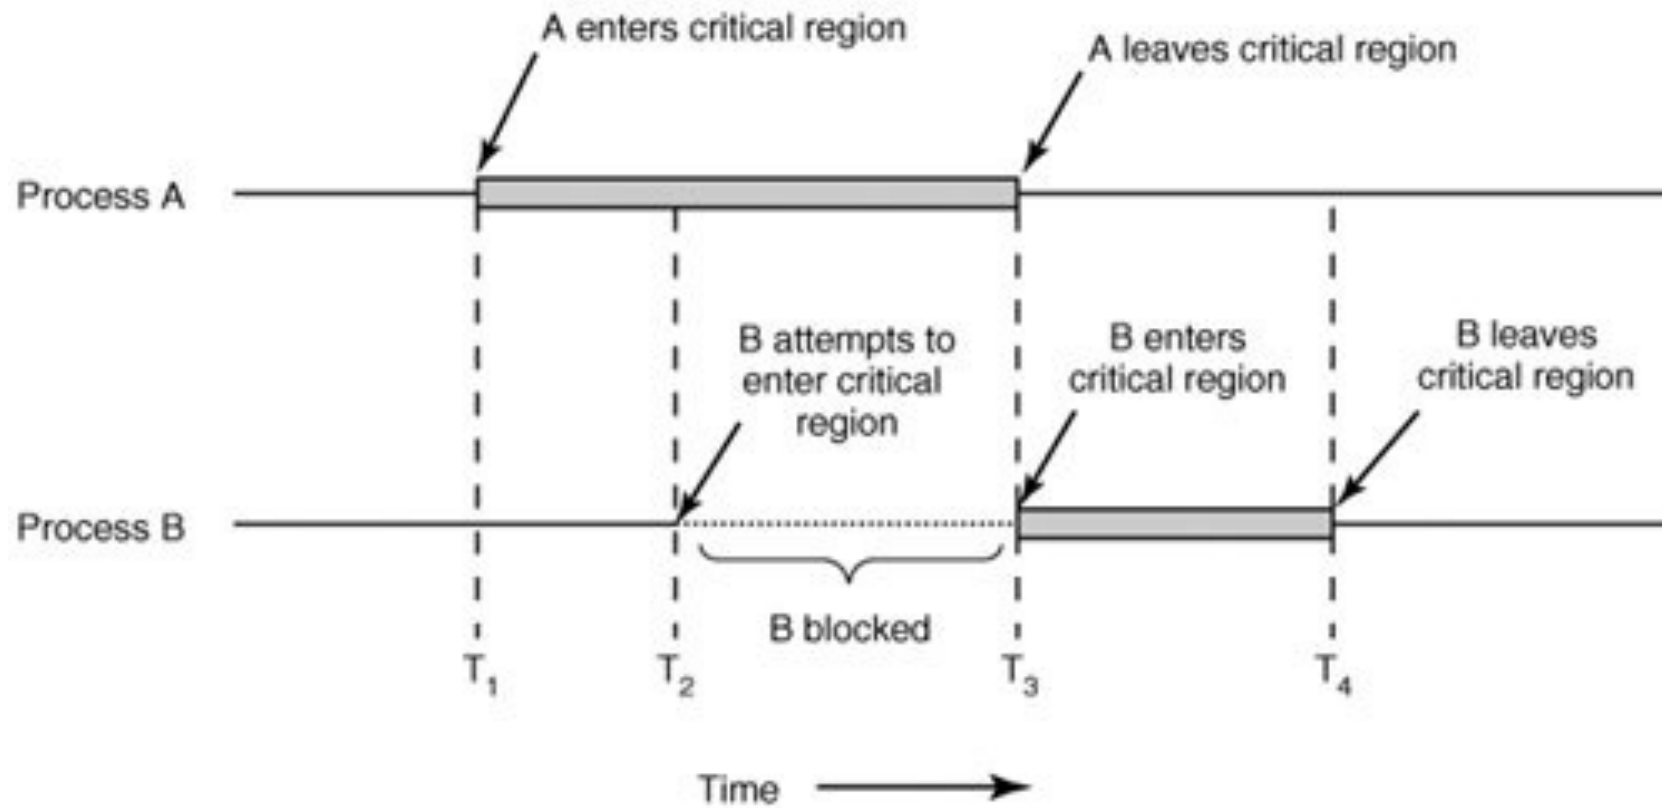 A enters critical region
A leaves critical region
Process A
B attempts to
enter critical
region
B enters
critical region
B leaves
critical region
Process B
B blocked
T1
T2
T3
T4
Time